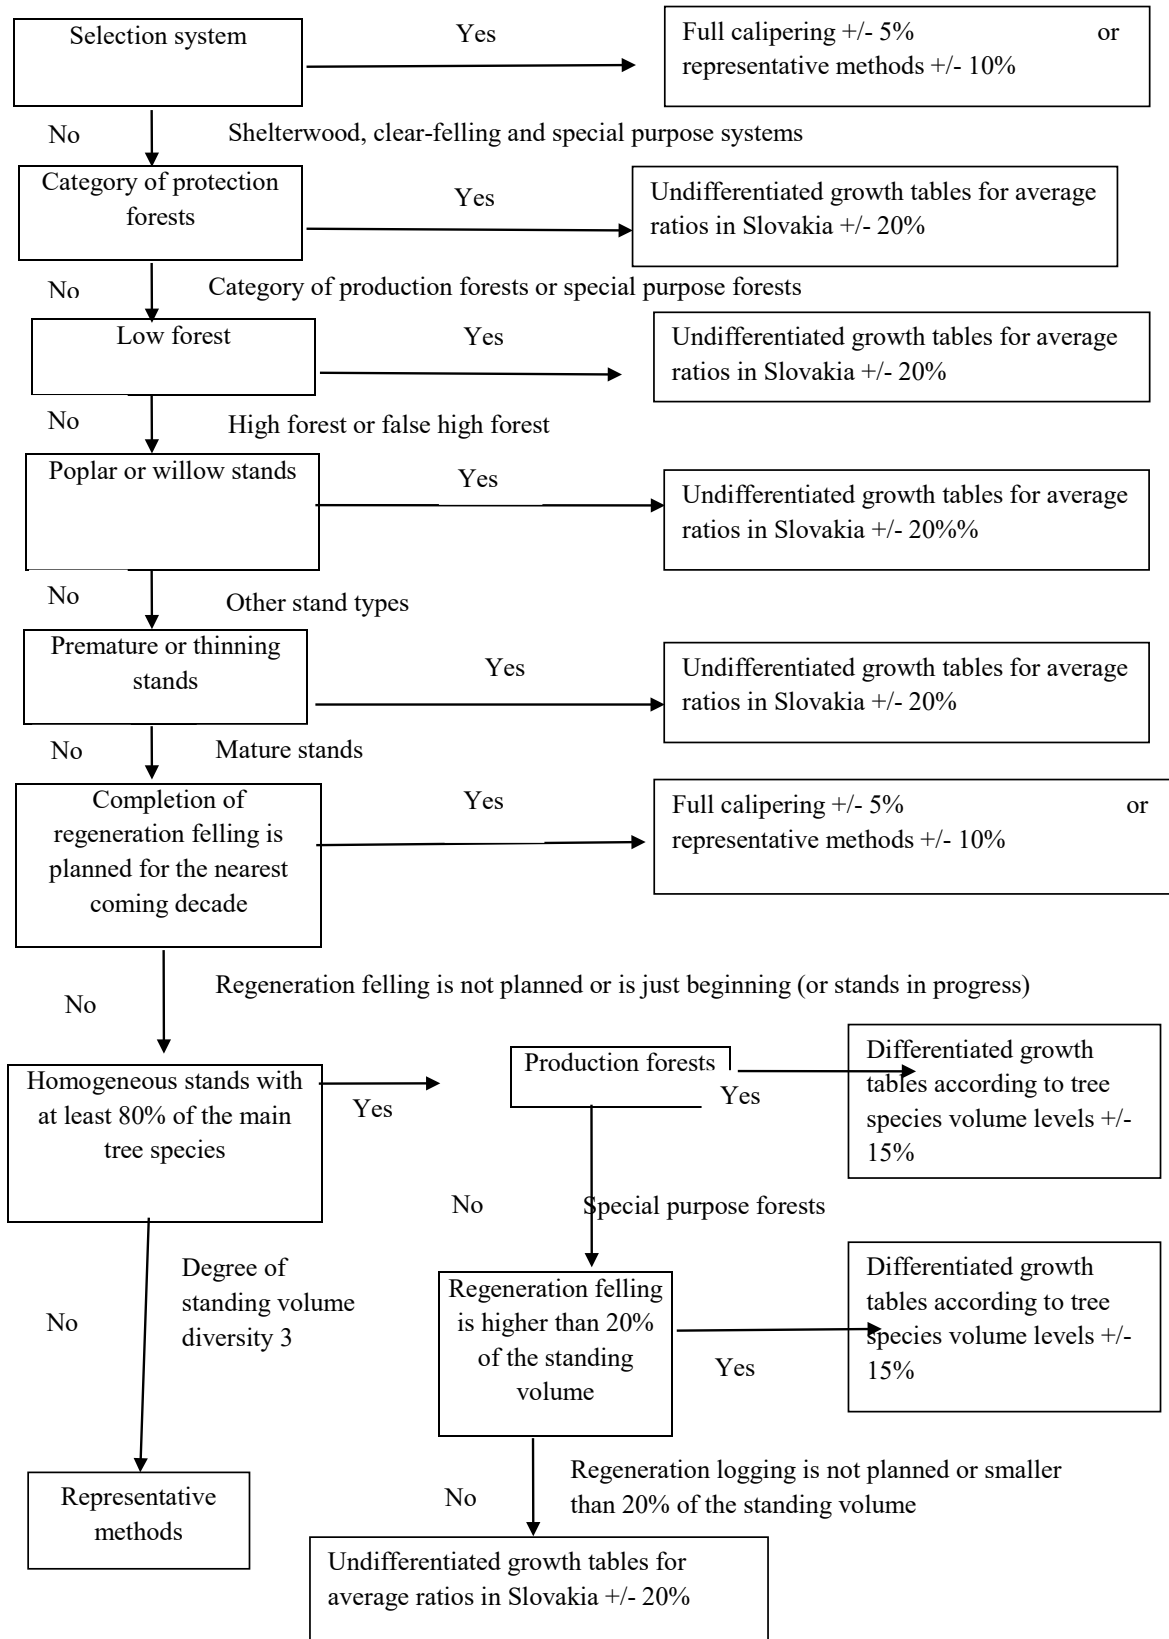 Selection system
Yes
Full calipering +/- 5% or
representative methods +/- 10%
No
Shelterwood, clear-felling and special purpose systems
Category of protection
forests
Yes
Undifferentiated growth tables for average
ratios in Slovakia +/- 20%
No
Category of production forests or special purpose forests
Low forest
Yes
Undifferentiated growth tables for average
ratios in Slovakia +/- 20%
No
High forest or false high forest
Poplar or willow stands
Yes
Undifferentiated growth tables for average
ratios in Slovakia +/- 20%%
No
Other stand types
Premature or thinning
stands
Yes
Undifferentiated growth tables for average
ratios in Slovakia +/- 20%
No
Mature stands
Completion of
regeneration felling is
planned for the nearest
coming decade
Yes
Full calipering +/- 5% or
representative methods +/- 10%
No
Regeneration felling is not planned or is just beginning (or stands in progress)
Homogeneous stands with
at least 80% of the main
tree species
Yes
Production forests
Yes
Differentiated growth
tables according to tree
species volume levels +/-
15%
No
Special purpose forests
Degree of
standing volume
diversity 3
No
Regeneration felling
is higher than 20%
of the standing
volume
Yes
Differentiated growth
tables according to tree
species volume levels +/-
15%
Representative
methods
No
Regeneration logging is not planned or smaller
than 20% of the standing volume
Undifferentiated growth tables for
average ratios in Slovakia +/- 20%